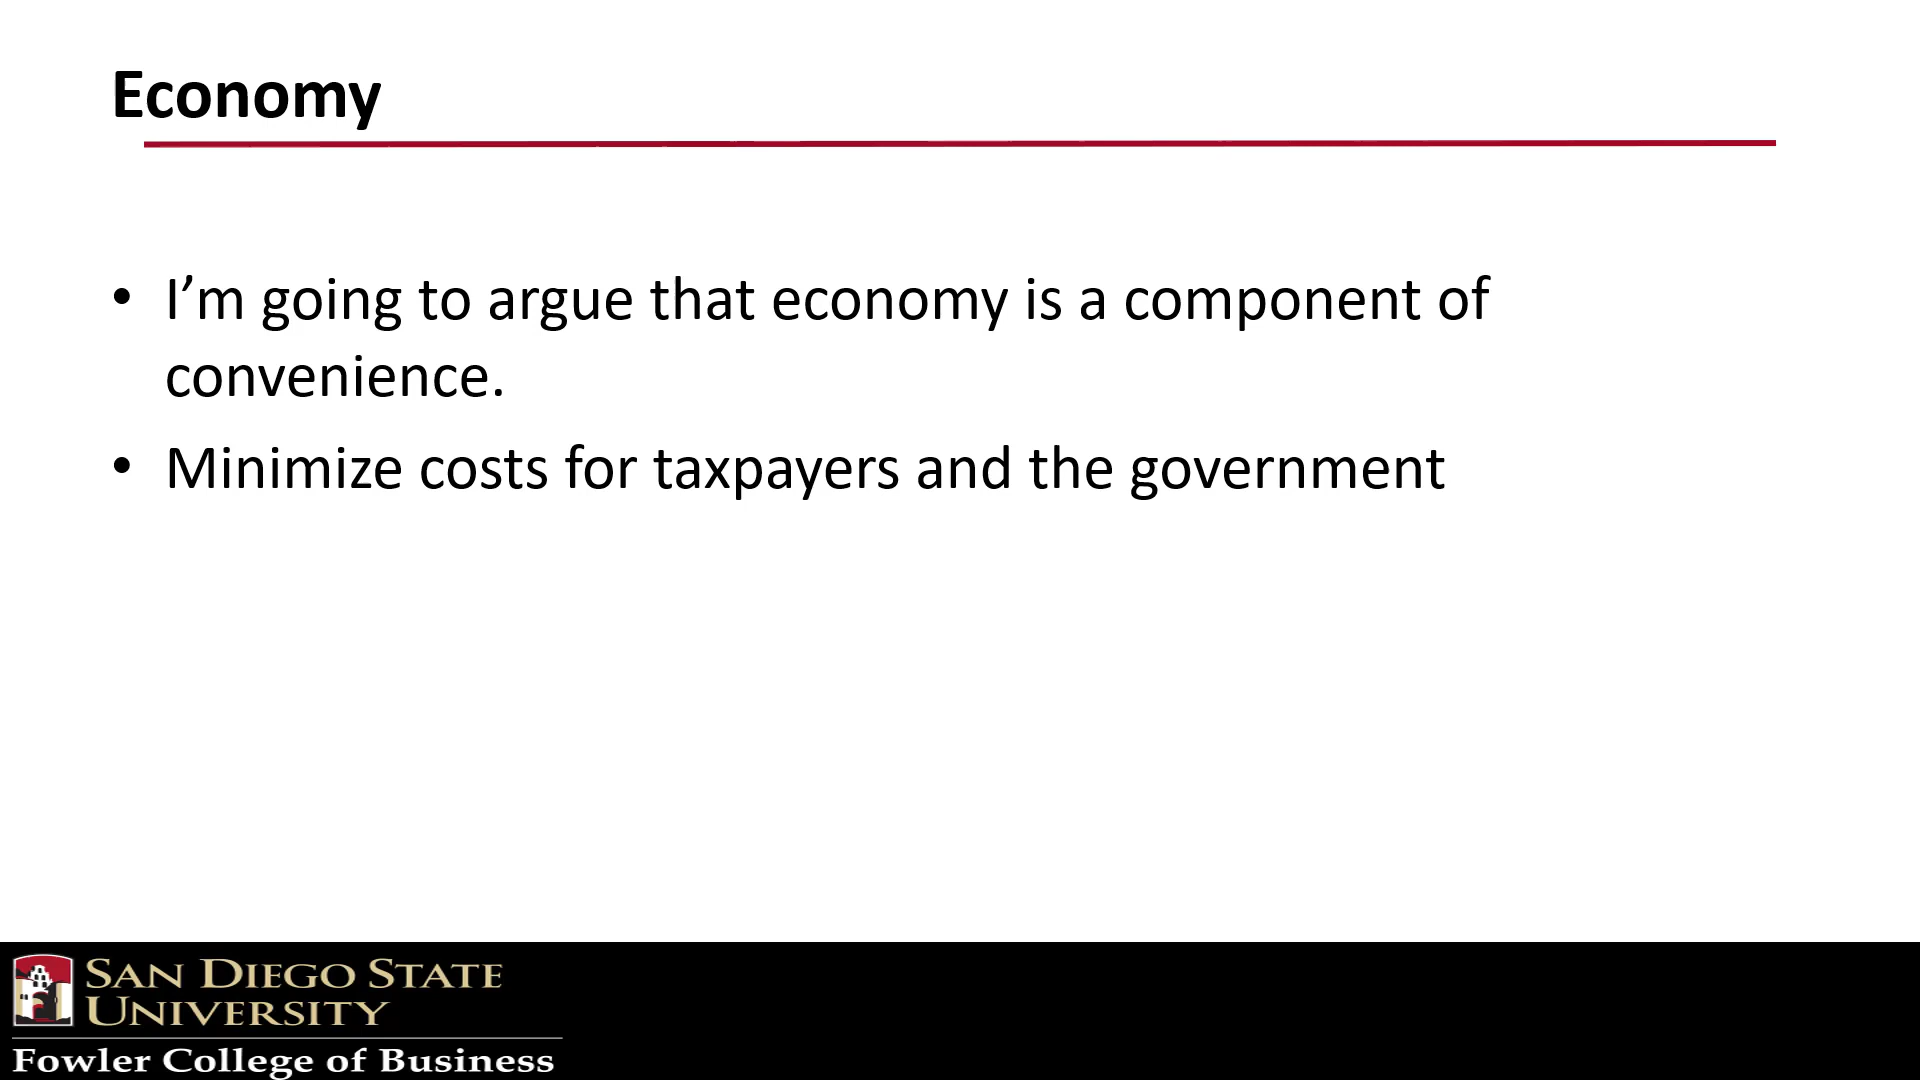 Economy
• I’m going to argue that economy is a component of
convenience.
• Minimize costs for taxpayers and the government
SAN DIEGO STATE
UNIVERSITY
Fowler College of Business